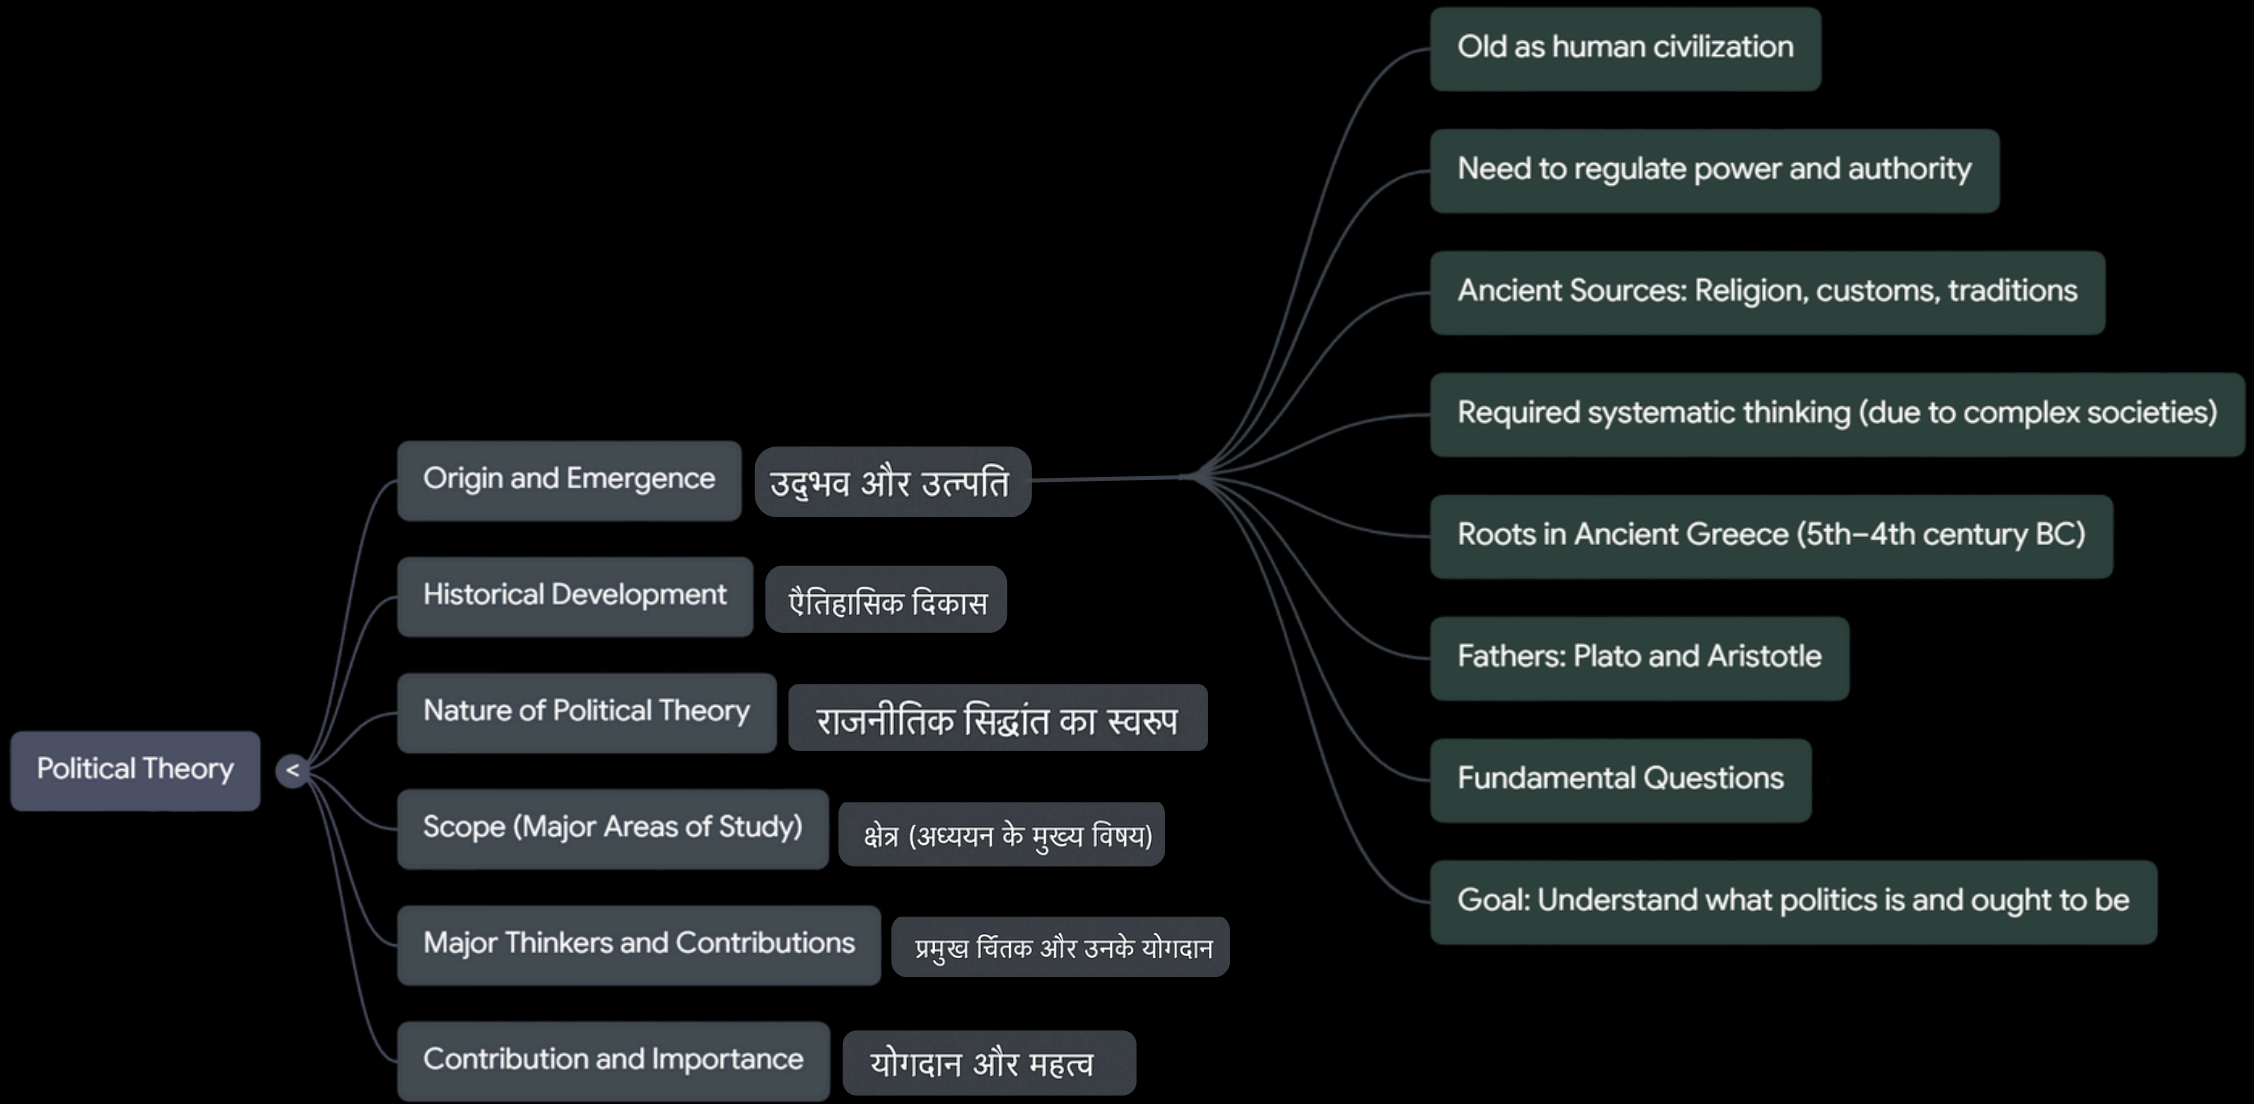 Political Theory
<
Origin and Emergence
उद्भव और उत्पति
Historical Development
एैतिहासिक दिकास
Nature of Political Theory
राजनीतिक सिद्धांत का स्वरुप
Scope (Major Areas of Study)
क्षेत्र (अध्ययन के मुख्य विषय)
Major Thinkers and Contributions
प्रमुख चिंतक और उनके योगदान
Contribution and Importance
योगदान और महत्व
Old as human civilization
Need to regulate power and authority
Ancient Sources: Religion, customs, traditions
Required systematic thinking (due to complex societies)
Roots in Ancient Greece (5th–4th century BC)
Fathers: Plato and Aristotle
Fundamental Questions
Goal: Understand what politics is and ought to be